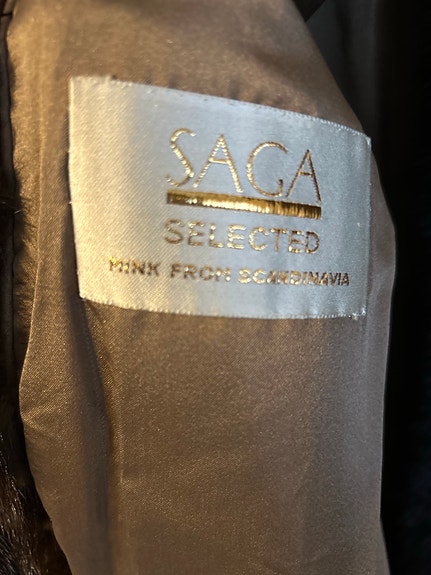 SAGA
SELECTED
MINK FROM SCANDINAVIA